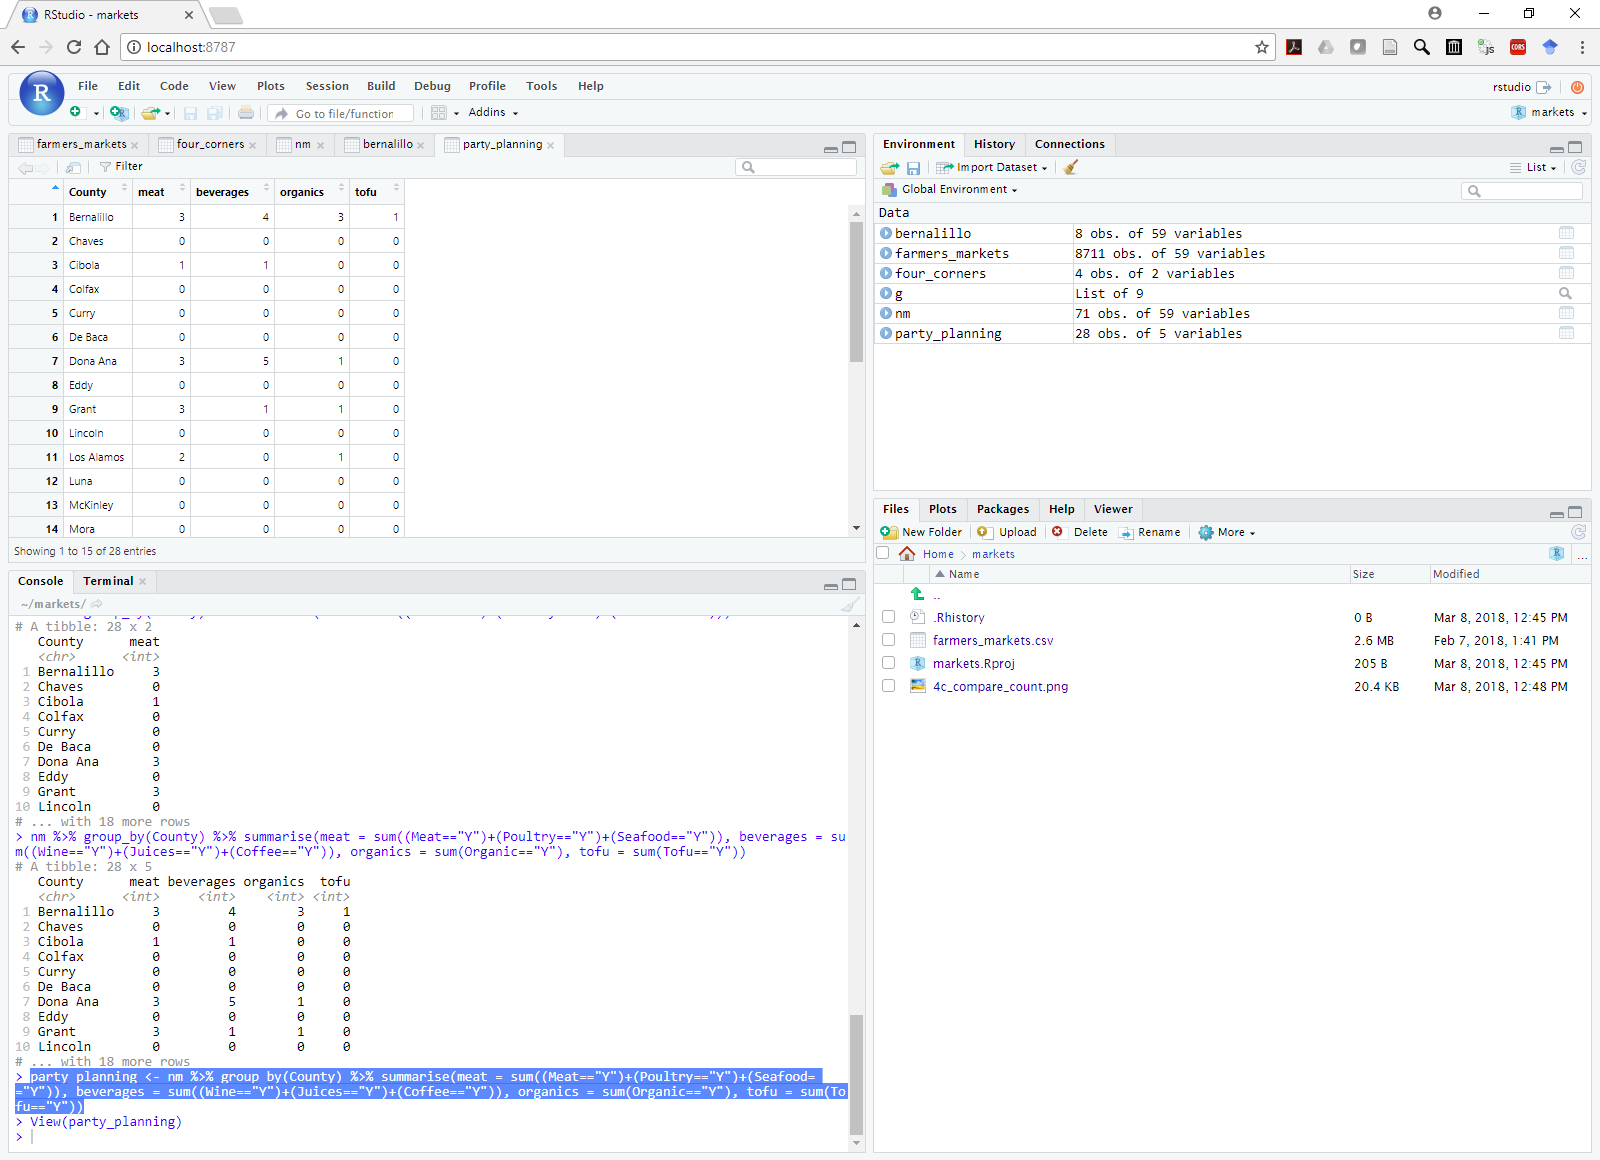 RStudio - markets
localhost:8787
CORS
R File Edit Code View Plots Session Build Debug Profile Tools Help rstudio
Go to file/function Addins markets
farmers_markets four_corners nm bernalillo party_planning
Filter
County meat beverages organics tofu
1 Bernalillo 3 4 3 1
2 Chaves 0 0 0 0
3 Cibola 1 1 0 0
4 Colfax 0 0 0 0
5 Curry 0 0 0 0
6 De Baca 0 0 0 0
7 Dona Ana 3 5 1 0
8 Eddy 0 0 0 0
9 Grant 3 1 1 0
10 Lincoln 0 0 0 0
11 Los Alamos 2 0 1 0
12 Luna 0 0 0 0
13 McKinley 0 0 0 0
14 Mora 0 0 0 0
Showing 1 to 15 of 28 entries
Console Terminal
~/markets/
# A tibble: 28 x 2
County meat
<chr> <int>
1 Bernalillo 3
2 Chaves 0
3 Cibola 1
4 Colfax 0
5 Curry 0
6 De Baca 0
7 Dona Ana 3
8 Eddy 0
9 Grant 3
10 Lincoln 0
# ... with 18 more rows
> nm %>% group_by(County) %>% summarise(meat = sum((Meat=="Y")+(Poultry=="Y")+(Seafood=="Y")), beverages = su
m((Wine=="Y")+(Juices=="Y")+(Coffee=="Y")), organics = sum(Organic=="Y"), tofu = sum(Tofu=="Y"))
# A tibble: 28 x 5
County meat beverages organics tofu
<chr> <int> <int> <int> <int>
1 Bernalillo 3 4 3 1
2 Chaves 0 0 0 0
3 Cibola 1 1 0 0
4 Colfax 0 0 0 0
5 Curry 0 0 0 0
6 De Baca 0 0 0 0
7 Dona Ana 3 5 1 0
8 Eddy 0 0 0 0
9 Grant 3 1 1 0
10 Lincoln 0 0 0 0
# ... with 18 more rows
> party_planning <- nm %>% group_by(County) %>% summarise(meat = sum((Meat=="Y")+(Poultry=="Y")+(Seafood=
="Y")), beverages = sum((Wine=="Y")+(Juices=="Y")+(Coffee=="Y")), organics = sum(Organic=="Y"), tofu = sum(To
fu=="Y"))
> View(party_planning)
>
Environment History Connections
Import Dataset List
Global Environment
Data
bernalillo 8 obs. of 59 variables
farmers_markets 8711 obs. of 59 variables
four_corners 4 obs. of 2 variables
g List of 9
nm 71 obs. of 59 variables
party_planning 28 obs. of 5 variables
Files Plots Packages Help Viewer
New Folder Upload Delete Rename More
Home markets ...
Name Size Modified
..
.Rhistory 0 B Mar 8, 2018, 12:45 PM
farmers_markets.csv 2.6 MB Feb 7, 2018, 1:41 PM
markets.Rproj 205 B Mar 8, 2018, 12:45 PM
4c_compare_count.png 20.4 KB Mar 8, 2018, 12:48 PM